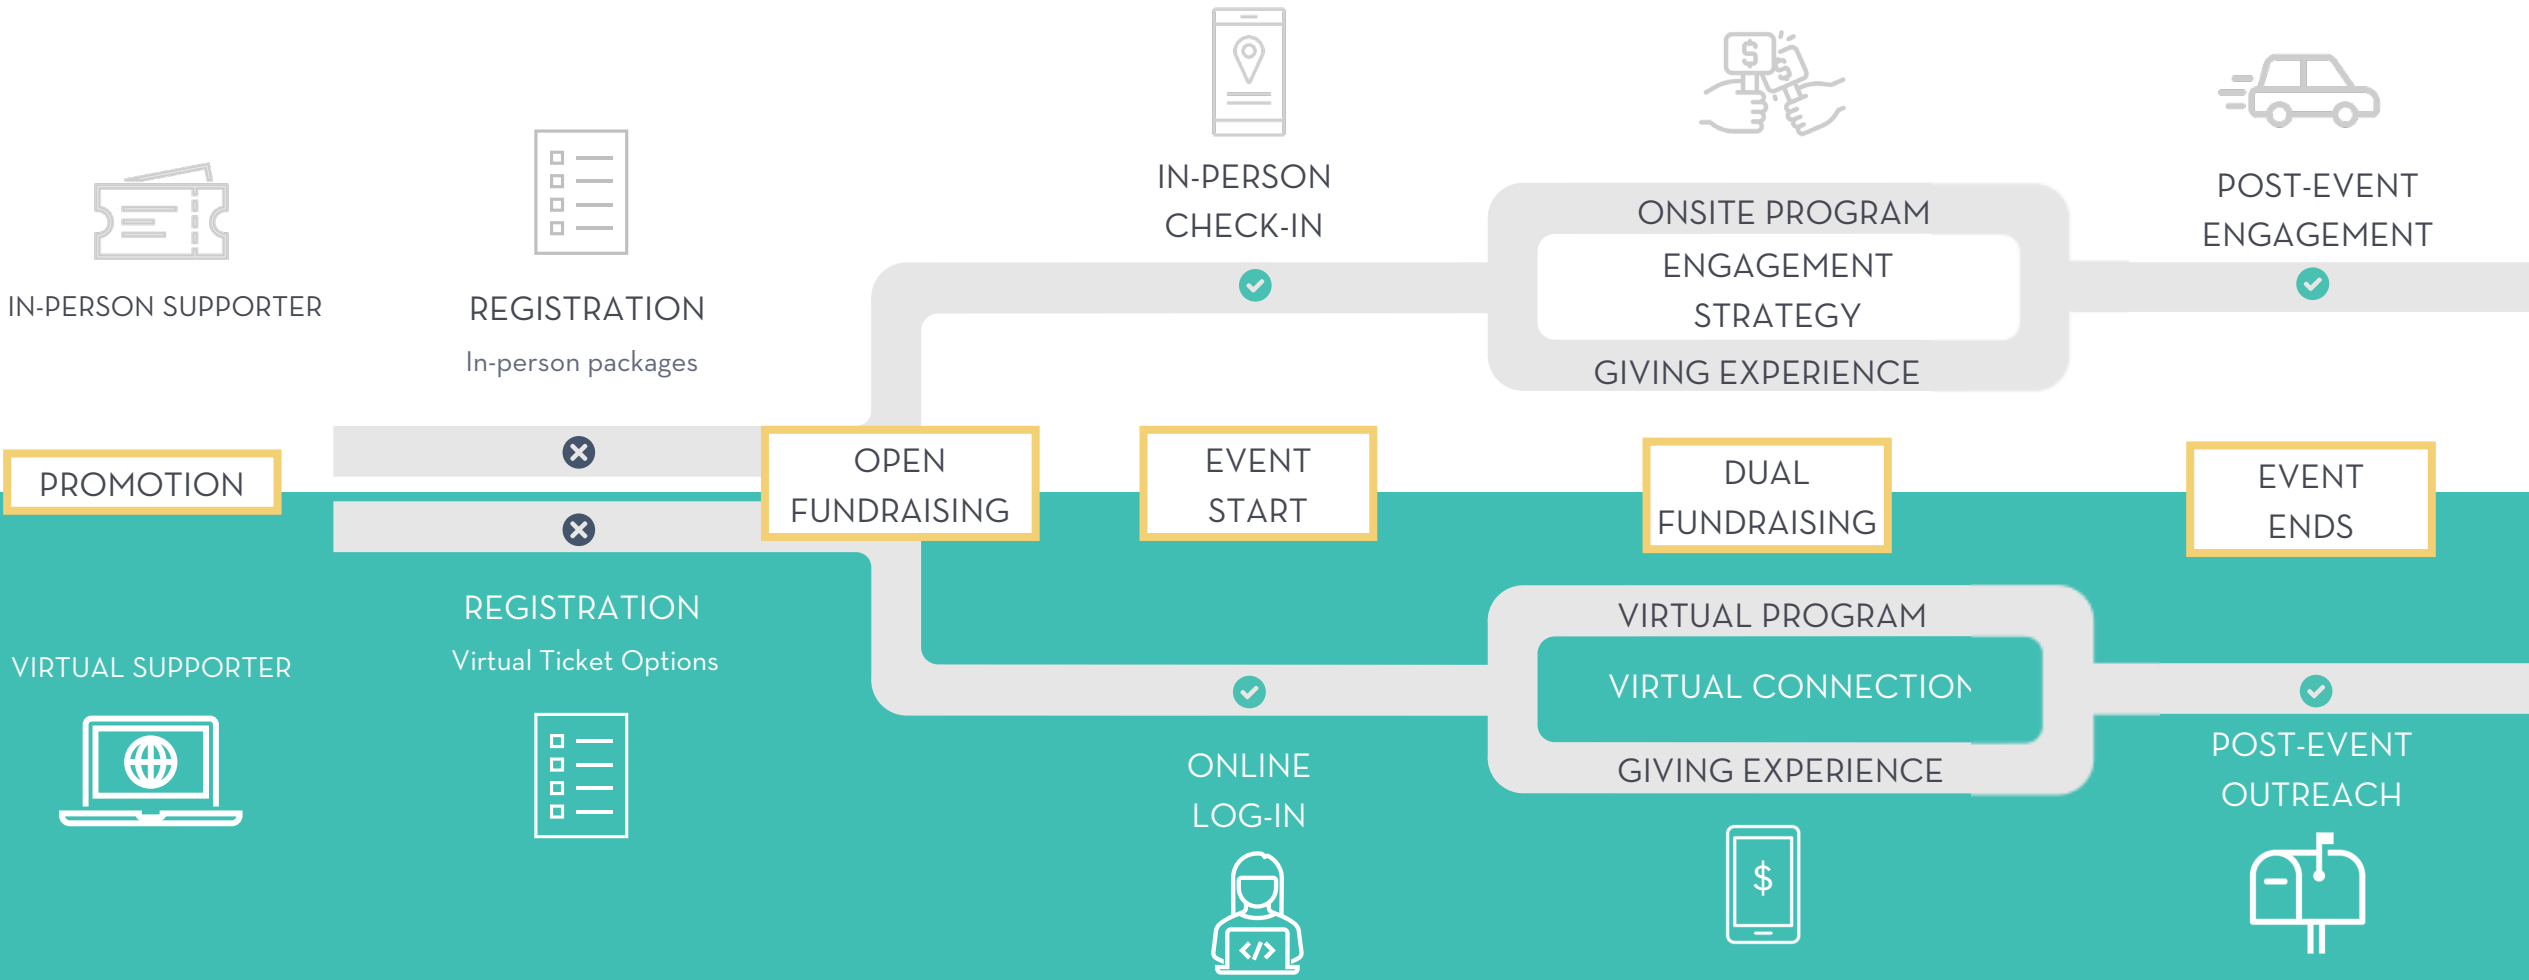 IN-PERSON SUPPORTER
REGISTRATION
In-person packages
IN-PERSON
CHECK-IN
ONSITE PROGRAM
ENGAGEMENT
STRATEGY
GIVING EXPERIENCE
POST-EVENT
ENGAGEMENT
PROMOTION
OPEN
FUNDRAISING
EVENT
START
DUAL
FUNDRAISING
EVENT
ENDS
VIRTUAL SUPPORTER
REGISTRATION
Virtual Ticket Options
ONLINE
LOG-IN
</>
VIRTUAL PROGRAM
VIRTUAL CONNECTION
GIVING EXPERIENCE
$
POST-EVENT
OUTREACH